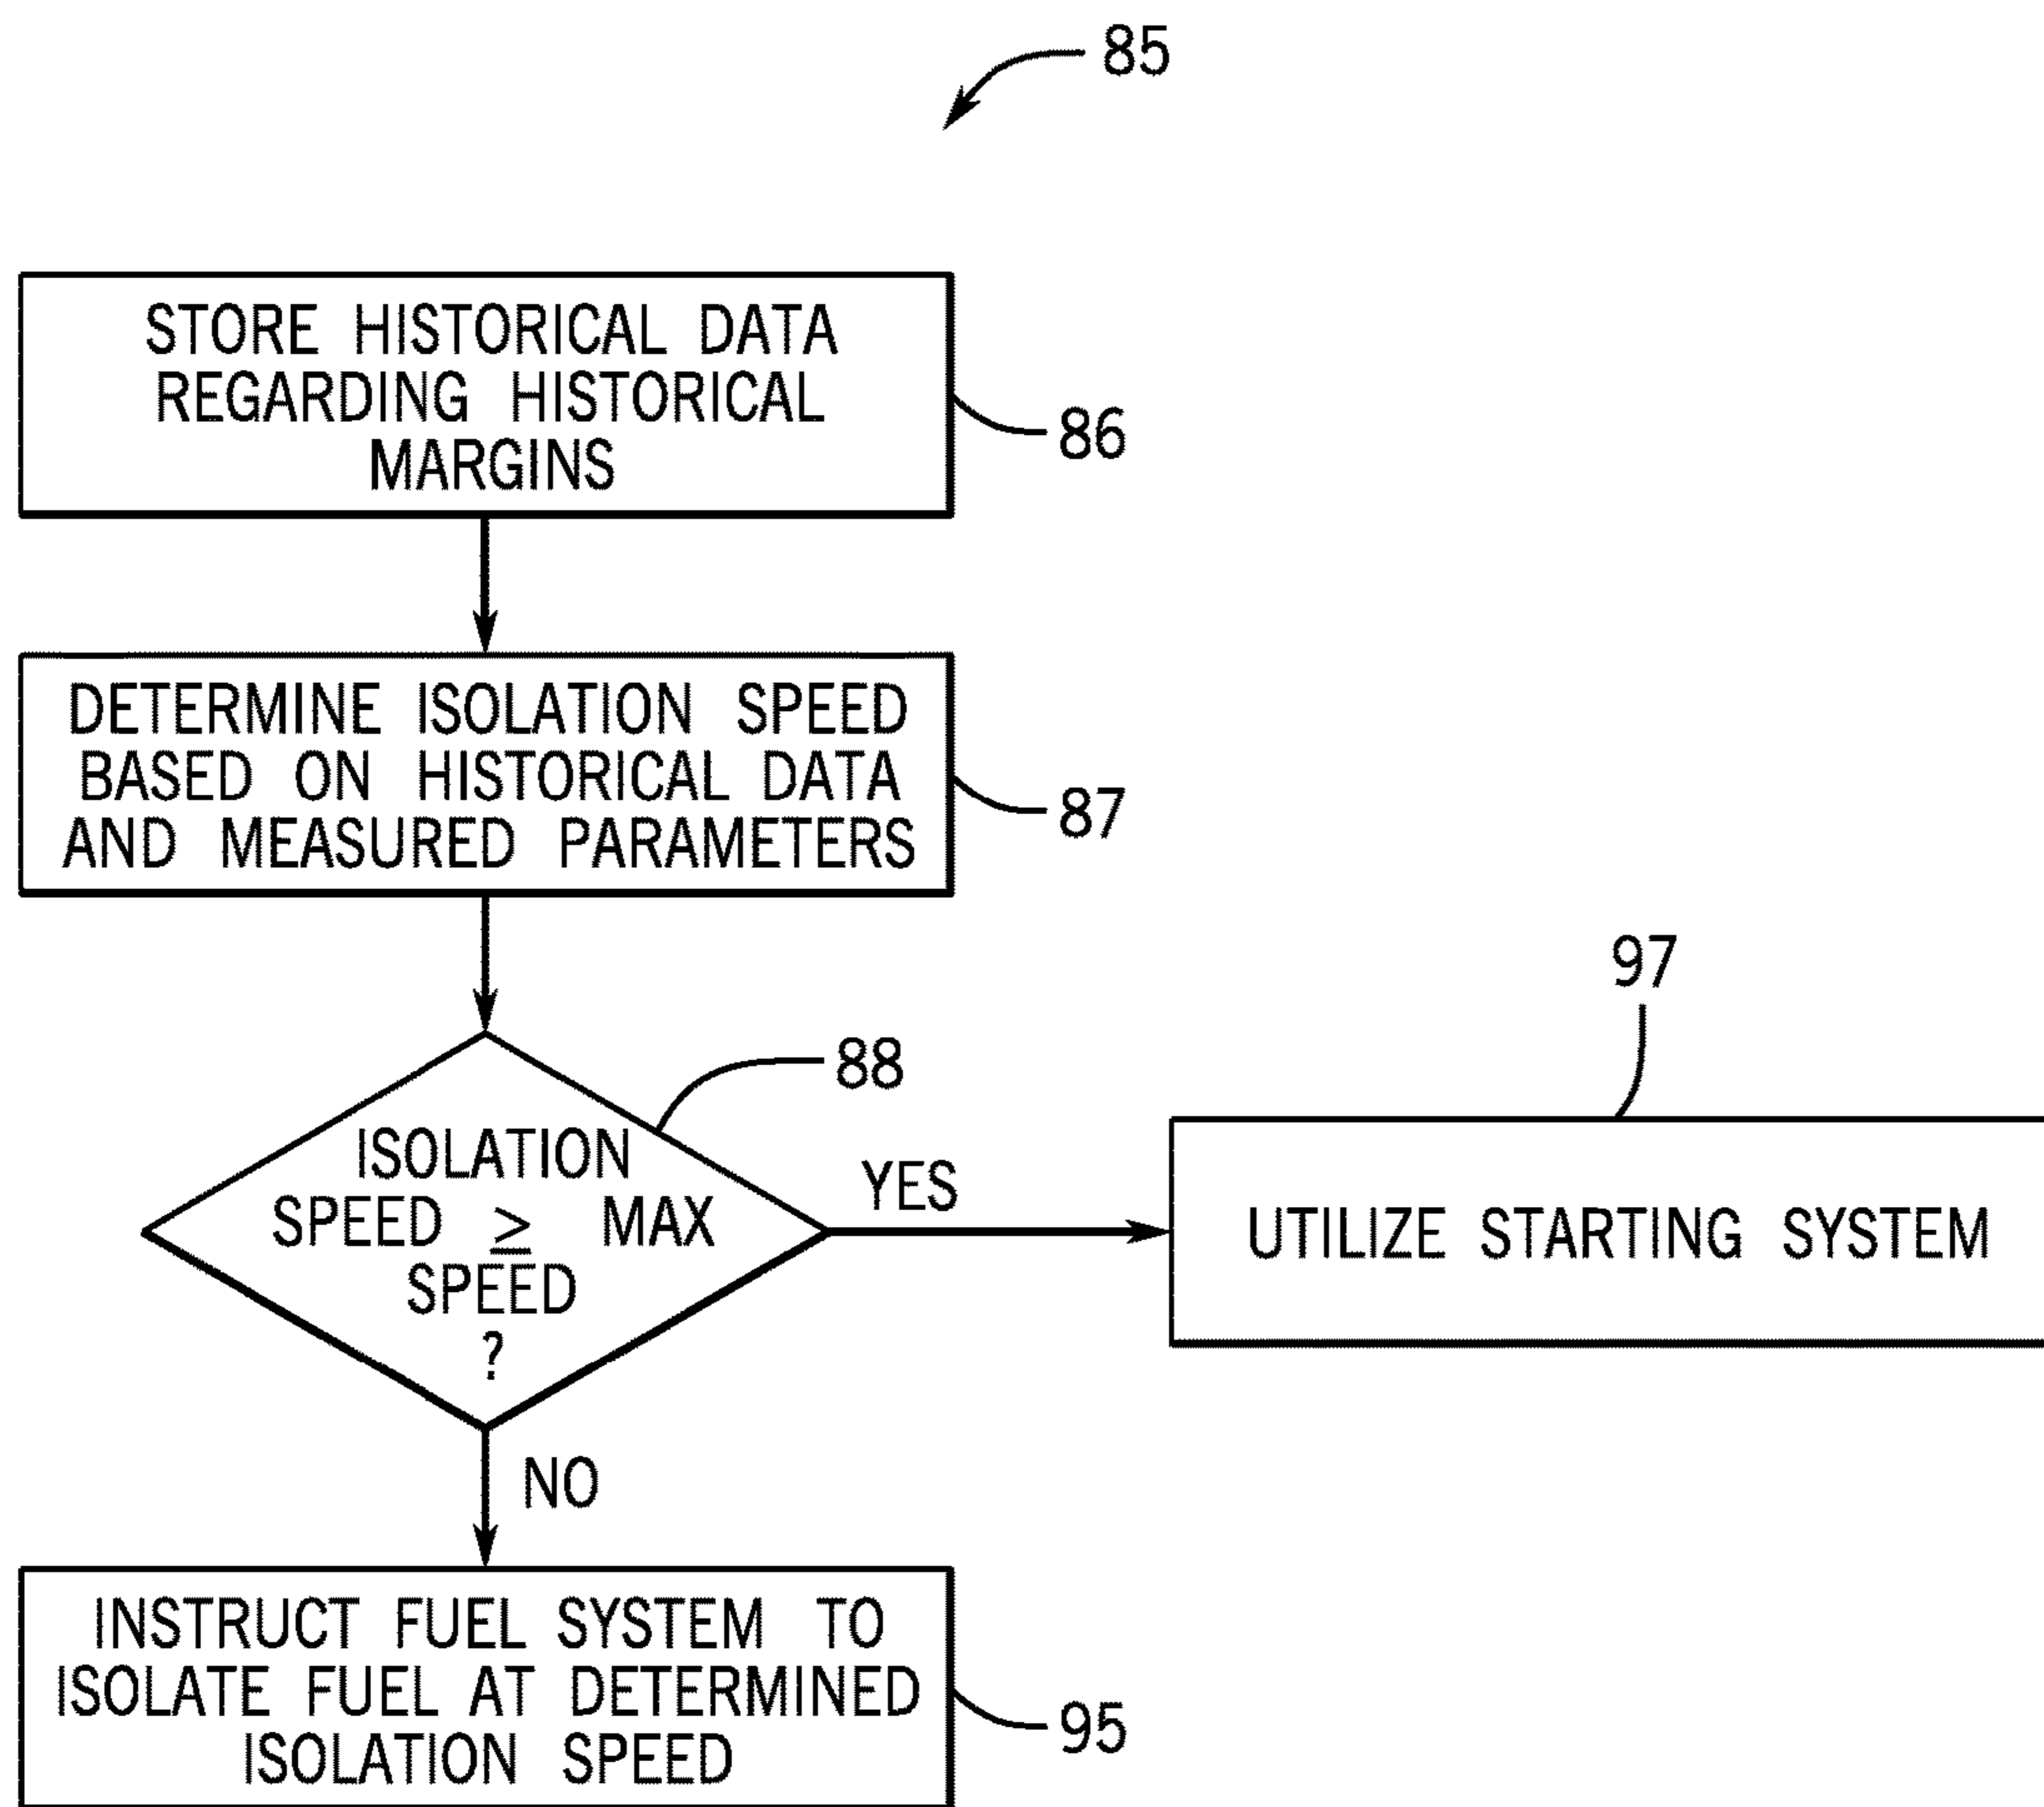 85
STORE HISTORICAL DATA
REGARDING HISTORICAL
MARGINS
86
DETERMINE ISOLATION SPEED
BASED ON HISTORICAL DATA
AND MEASURED PARAMETERS
87
97
88
ISOLATION
SPEED ≥ MAX
SPEED
?
YES
UTILIZE STARTING SYSTEM
NO
INSTRUCT FUEL SYSTEM TO
ISOLATE FUEL AT DETERMINED
ISOLATION SPEED
95